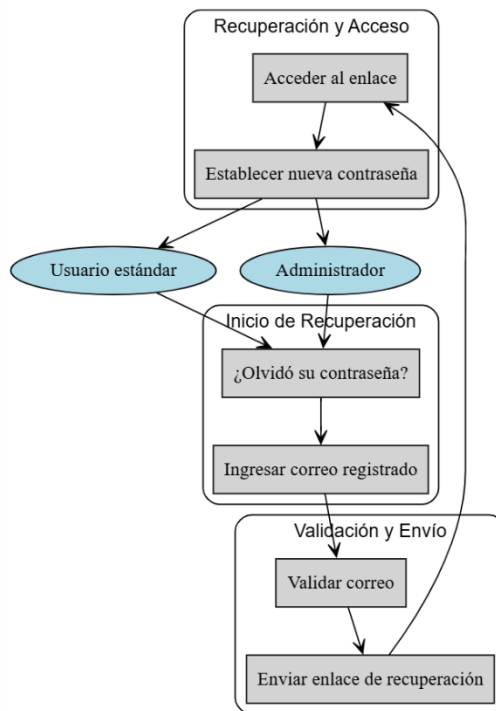 Recuperación y Acceso
Acceder al enlace
Establecer nueva contraseña
Usuario estándar
Administrador
Inicio de Recuperación
¿Olvidó su contraseña?
Ingresar correo registrado
Validación y Envío
Validar correo
Enviar enlace de recuperación